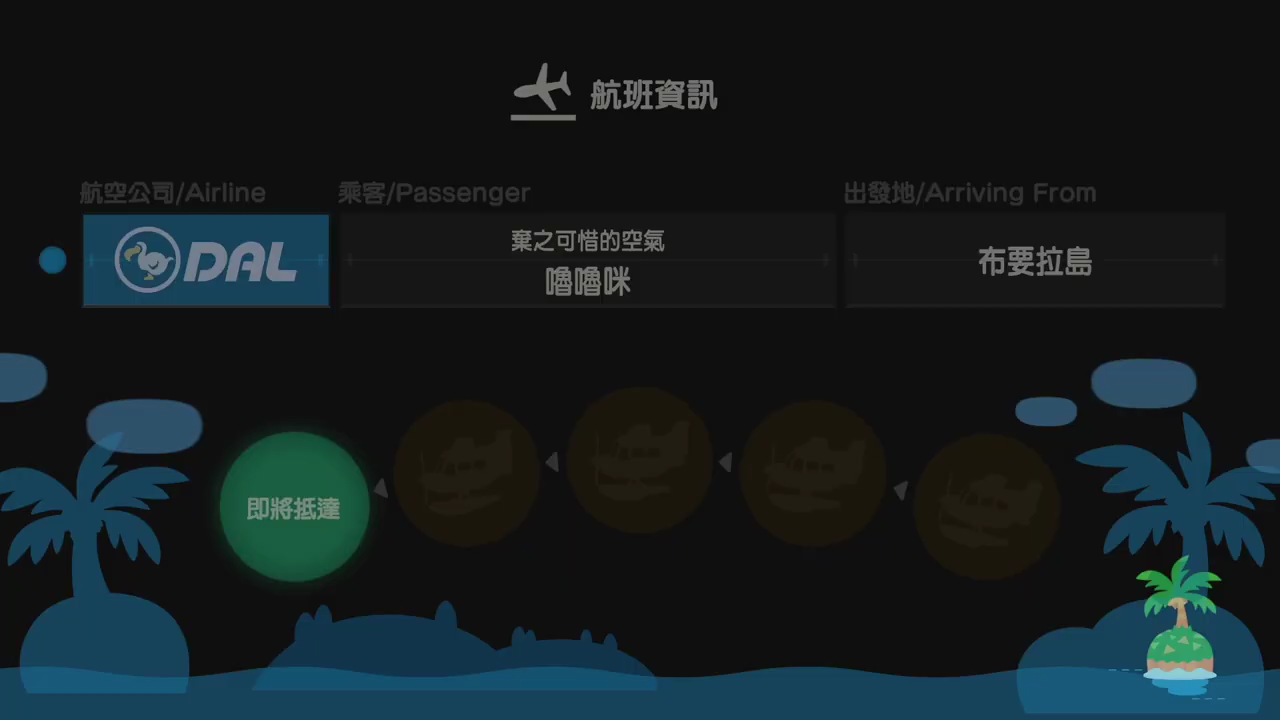 航班資訊
航空公司/Airline
乘客/Passenger
出發地/Arriving From
DAL
棄之可惜的空氣
嚕嚕咪
布要拉島
即將抵達